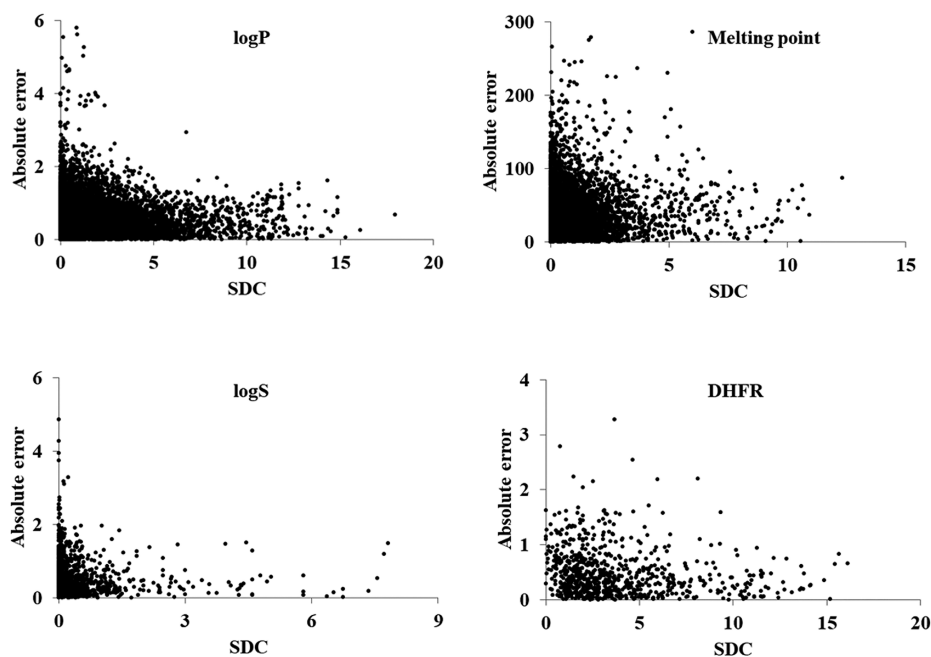 logP
Absolute error
6
4
2
0
0 5 10 15 20
SDC
Melting point
Absolute error
300
200
100
0
0 5 10 15
SDC
logS
Absolute error
6
4
2
0
0 3 6 9
SDC
DHFR
Absolute error
4
3
2
1
0
0 5 10 15 20
SDC